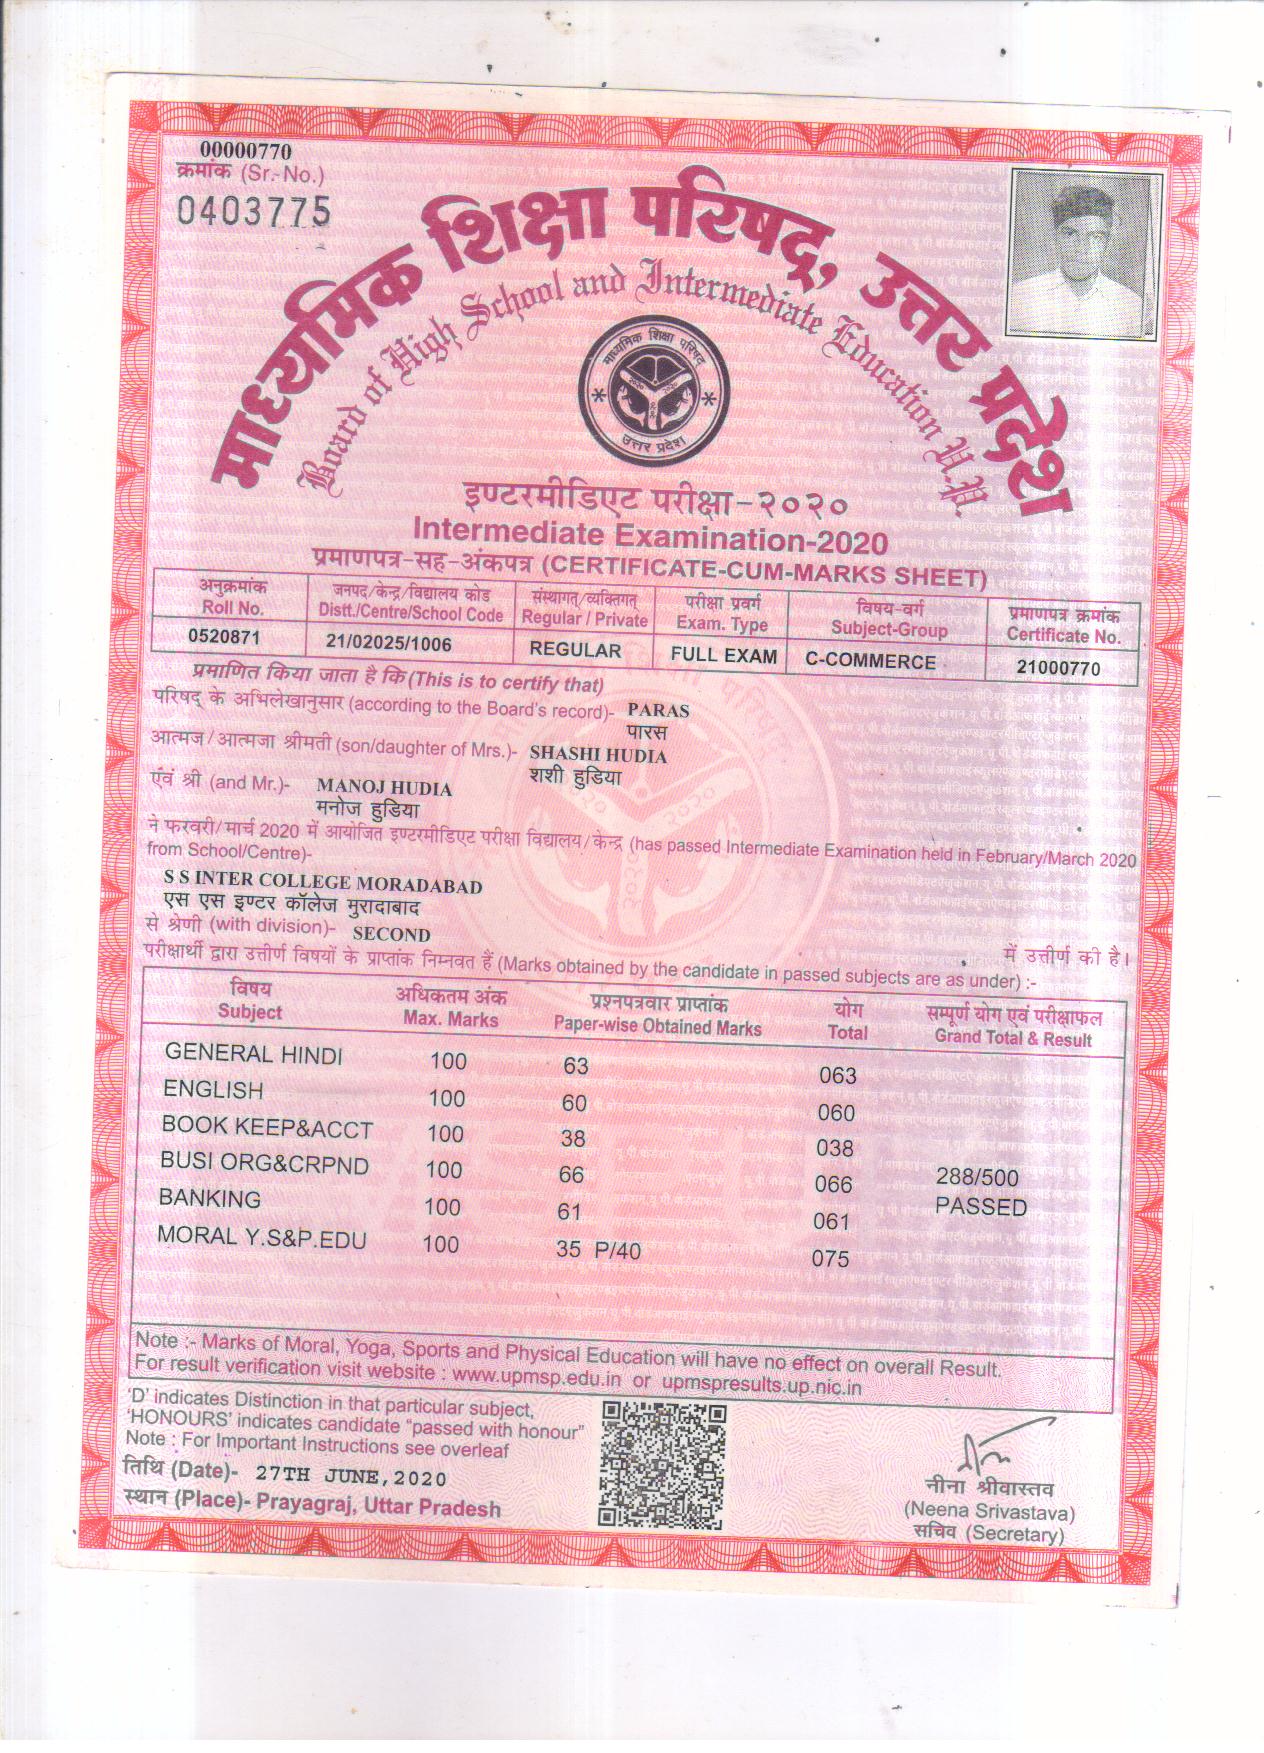 00000770
क्रमांक (Sr. No.)
0403775
माध्यमिक शिक्षा परिषद्, उत्तर प्रदेश
Board of High School and Intermediate Education U.P.
माध्यमिक शिक्षा परिषद
उत्तर प्रदेश
इण्टरमीडिएट परीक्षा-२०२०
Intermediate Examination-2020
प्रमाणपत्र-सह-अंकपत्र (CERTIFICATE-CUM-MARKS SHEET)
अनुक्रमांक जनपद/केन्द्र/विद्यालय कोड संस्थागत्/व्यक्तिगत् परीक्षा प्रवर्ग विषय-वर्ग प्रमाणपत्र क्रमांक
Roll No. Distt./Centre/School Code Regular / Private Exam. Type Subject-Group Certificate No.
0520871 21/02025/1006 REGULAR FULL EXAM C-COMMERCE 21000770
प्रमाणित किया जाता है कि (This is to certify that)
परिषद् के अभिलेखानुसार (according to the Board's record)- PARAS
पारस
आत्मज/आत्मजा श्रीमती (son/daughter of Mrs.)- SHASHI HUDIA
शशी हुडिया
एंवं श्री (and Mr.)- MANOJ HUDIA
मनोज हुडिया
ने फरवरी/मार्च 2020 में आयोजित इण्टरमीडिएट परीक्षा विद्यालय/केन्द्र (has passed Intermediate Examination held in February/March 2020
from School/Centre)-
S S INTER COLLEGE MORADABAD
एस एस इण्टर कॉलेज मुरादाबाद
से श्रेणी (with division)- SECOND में उत्तीर्ण की है।
परीक्षार्थी द्वारा उत्तीर्ण विषयों के प्राप्तांक निम्नवत हैं (Marks obtained by the candidate in passed subjects are as under) :-
विषय अधिकतम अंक प्रश्नपत्रवार प्राप्तांक योग सम्पूर्ण योग एवं परीक्षाफल
Subject Max. Marks Paper-wise Obtained Marks Total Grand Total & Result
GENERAL HINDI 100 63 063
ENGLISH 100 60 060
BOOK KEEP&ACCT 100 38 038
BUSI ORG&CRPND 100 66 066 288/500
BANKING 100 61 061 PASSED
MORAL Y.S&P.EDU 100 35 P/40 075
Note :- Marks of Moral, Yoga, Sports and Physical Education will have no effect on overall Result.
For result verification visit website : www.upmsp.edu.in or upmspresults.up.nic.in
'D' indicates Distinction in that particular subject,
'HONOURS' indicates candidate "passed with honour"
Note : For Important Instructions see overleaf
तिथि (Date)- 27TH JUNE,2020
स्थान (Place)- Prayagraj, Uttar Pradesh
नीना श्रीवास्तव
(Neena Srivastava)
सचिव (Secretary)